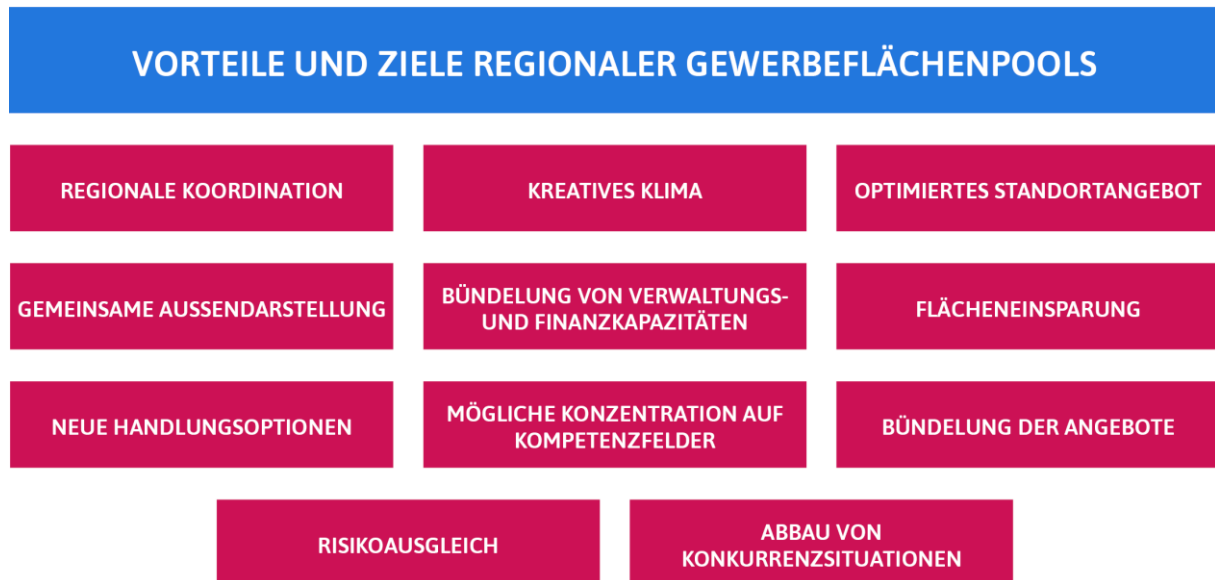 VORTEILE UND ZIELE REGIONALER GEWERBEFLÄCHENPOOLS
REGIONALE KOORDINATION
KREATIVES KLIMA
OPTIMIERTES STANDORTANGEBOT
GEMEINSAME AUSSENDARSTELLUNG
BÜNDELUNG VON VERWALTUNGS-
UND FINANZKAPAZITÄTEN
FLÄCHENEINSPARUNG
NEUE HANDLUNGSOPTIONEN
MÖGLICHE KONZENTRATION AUF
KOMPETENZFELDER
BÜNDELUNG DER ANGEBOTE
RISIKOAUSGLEICH
ABBAU VON
KONKURRENZSITUATIONEN